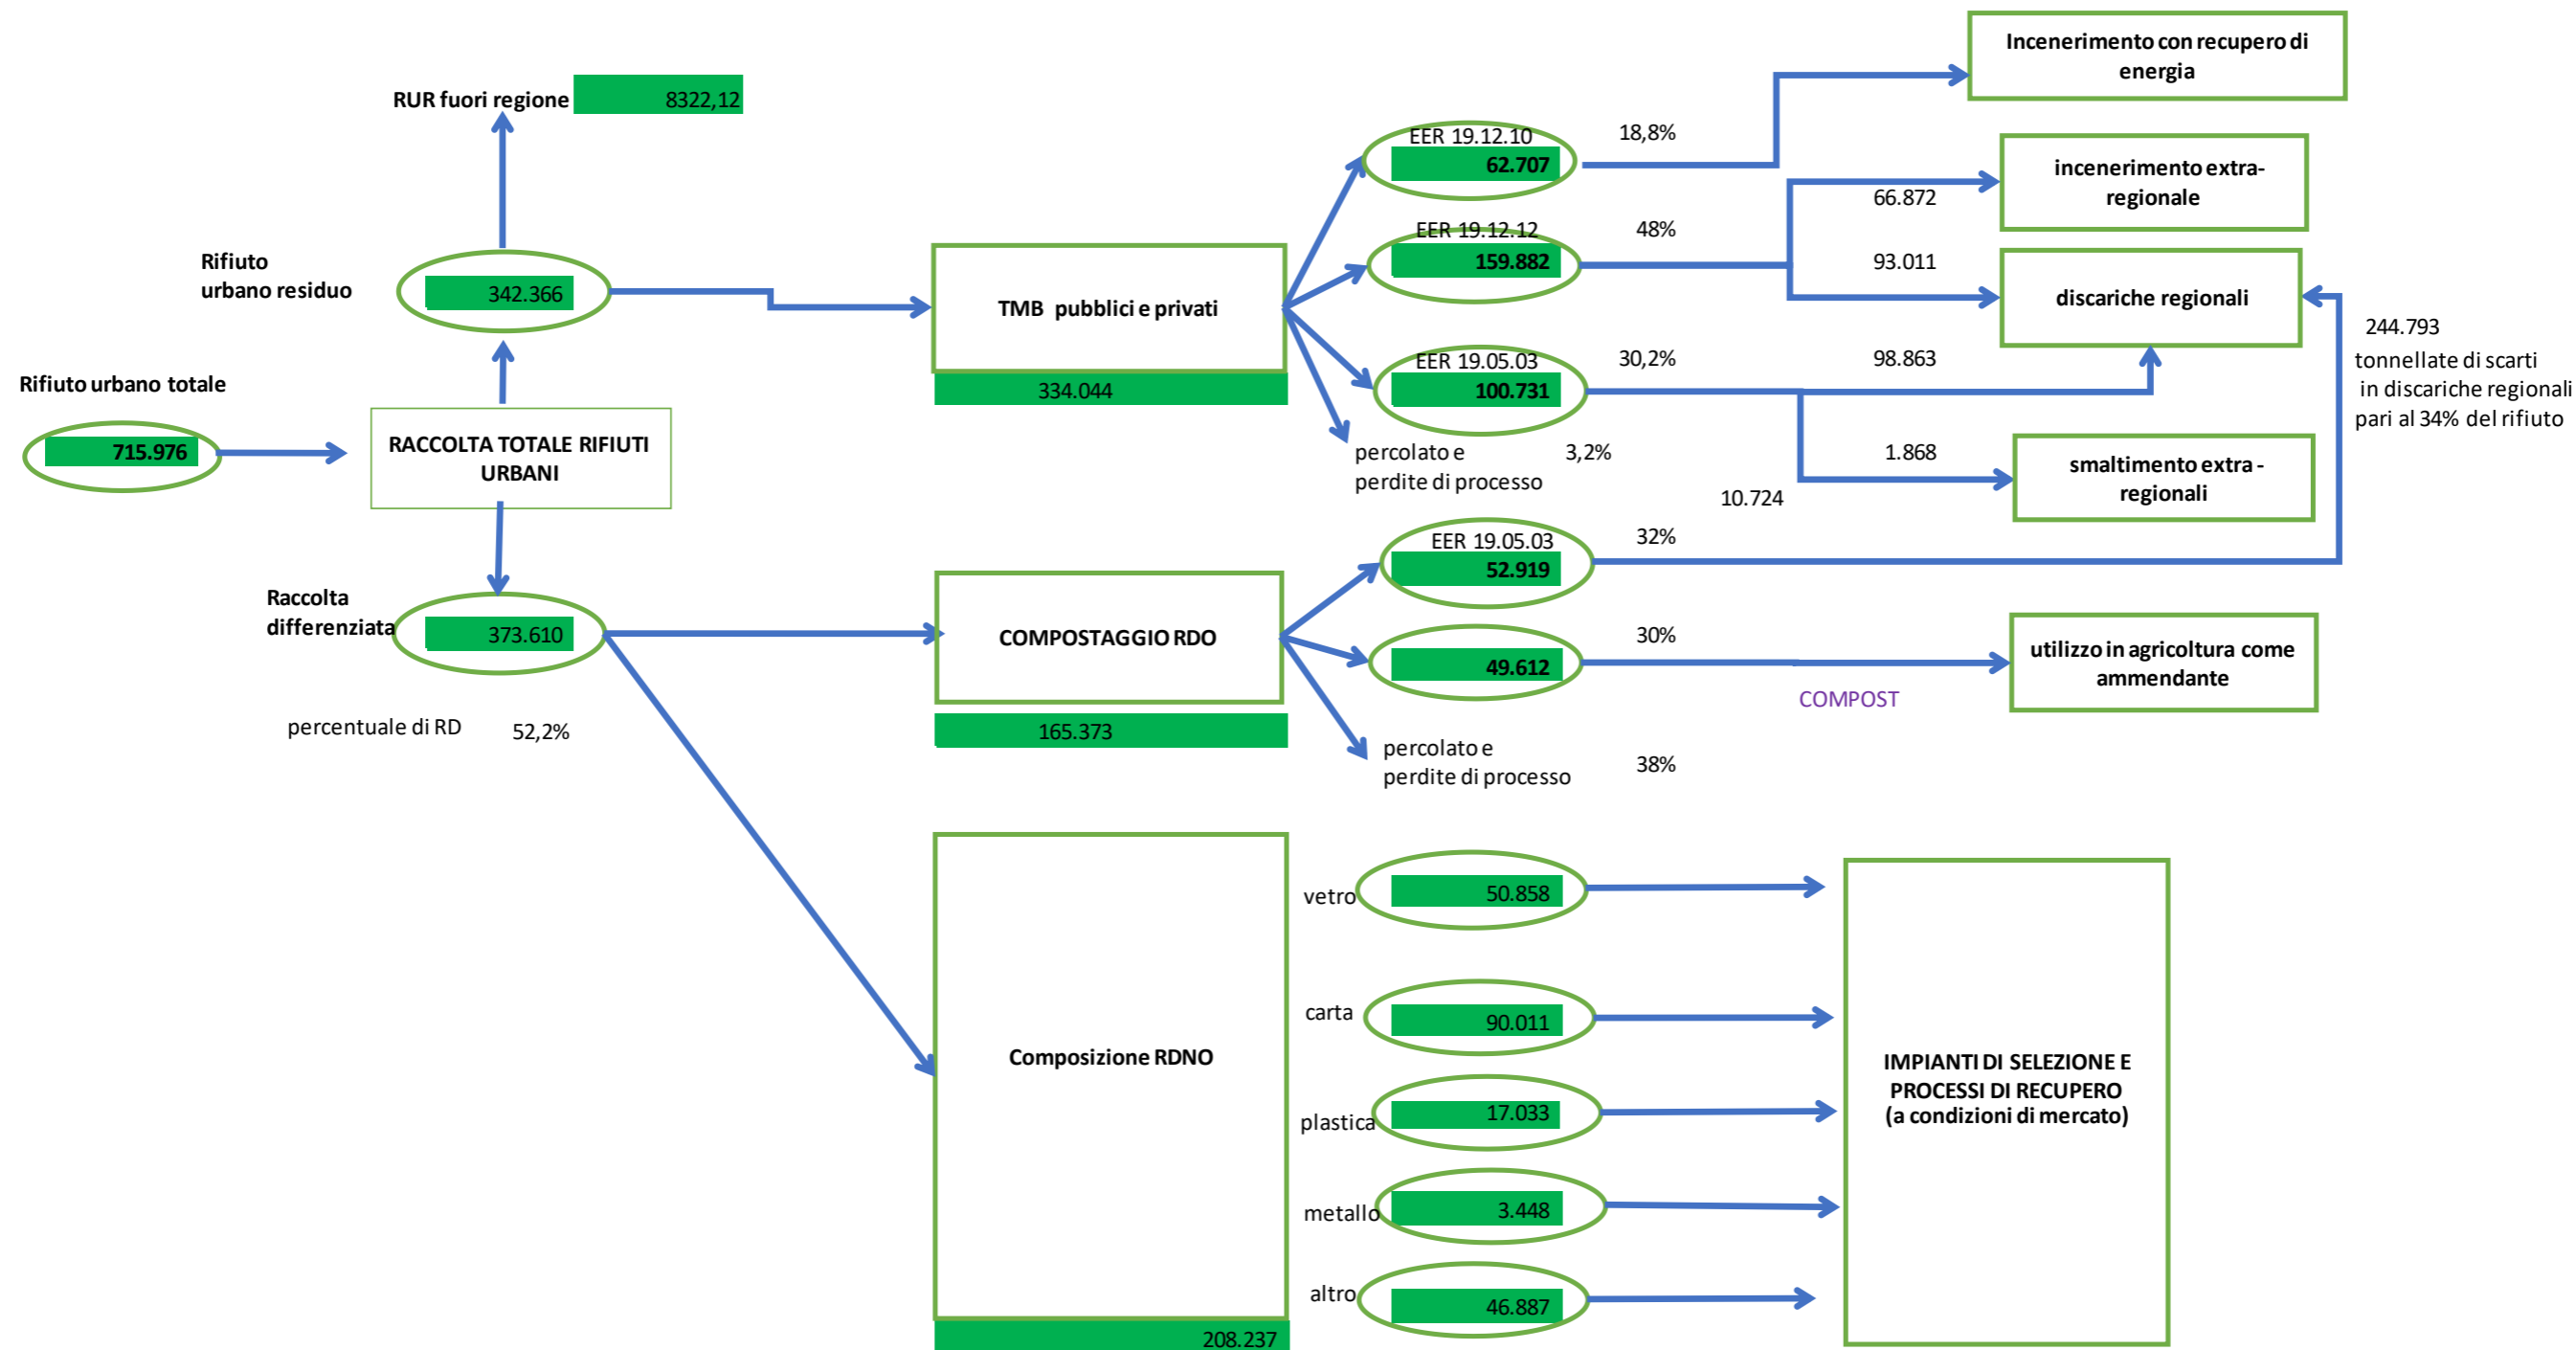 Incenerimento con recupero di
energia
RUR fuori regione
8322,12
EER 19.12.10
62.707
18,8%
incenerimento extra-
regionale
66.872
EER 19.12.12
159.882
48%
93.011
Rifiuto
urbano residuo
342.366
TMB pubblici e privati
334.044
discariche regionali
244.793
tonnellate di scarti
in discariche regionali
pari al 34% del rifiuto
EER 19.05.03
100.731
30,2%
98.863
Rifiuto urbano totale
715.976
RACCOLTA TOTALE RIFIUTI
URBANI
percolato e
perdite di processo
3,2%
10.724
1.868
smaltimento extra -
regionali
EER 19.05.03
52.919
32%
Raccolta
differenziata
373.610
COMPOSTAGGIO RDO
165.373
49.612
30%
COMPOST
utilizzo in agricoltura come
ammendante
percentuale di RD
52,2%
percolato e
perdite di processo
38%
vetro
50.858
carta
90.011
Composizione RDNO
208.237
IMPIANTI DI SELEZIONE E
PROCESSI DI RECUPERO
(a condizioni di mercato)
plastica
17.033
metallo
3.448
altro
46.887